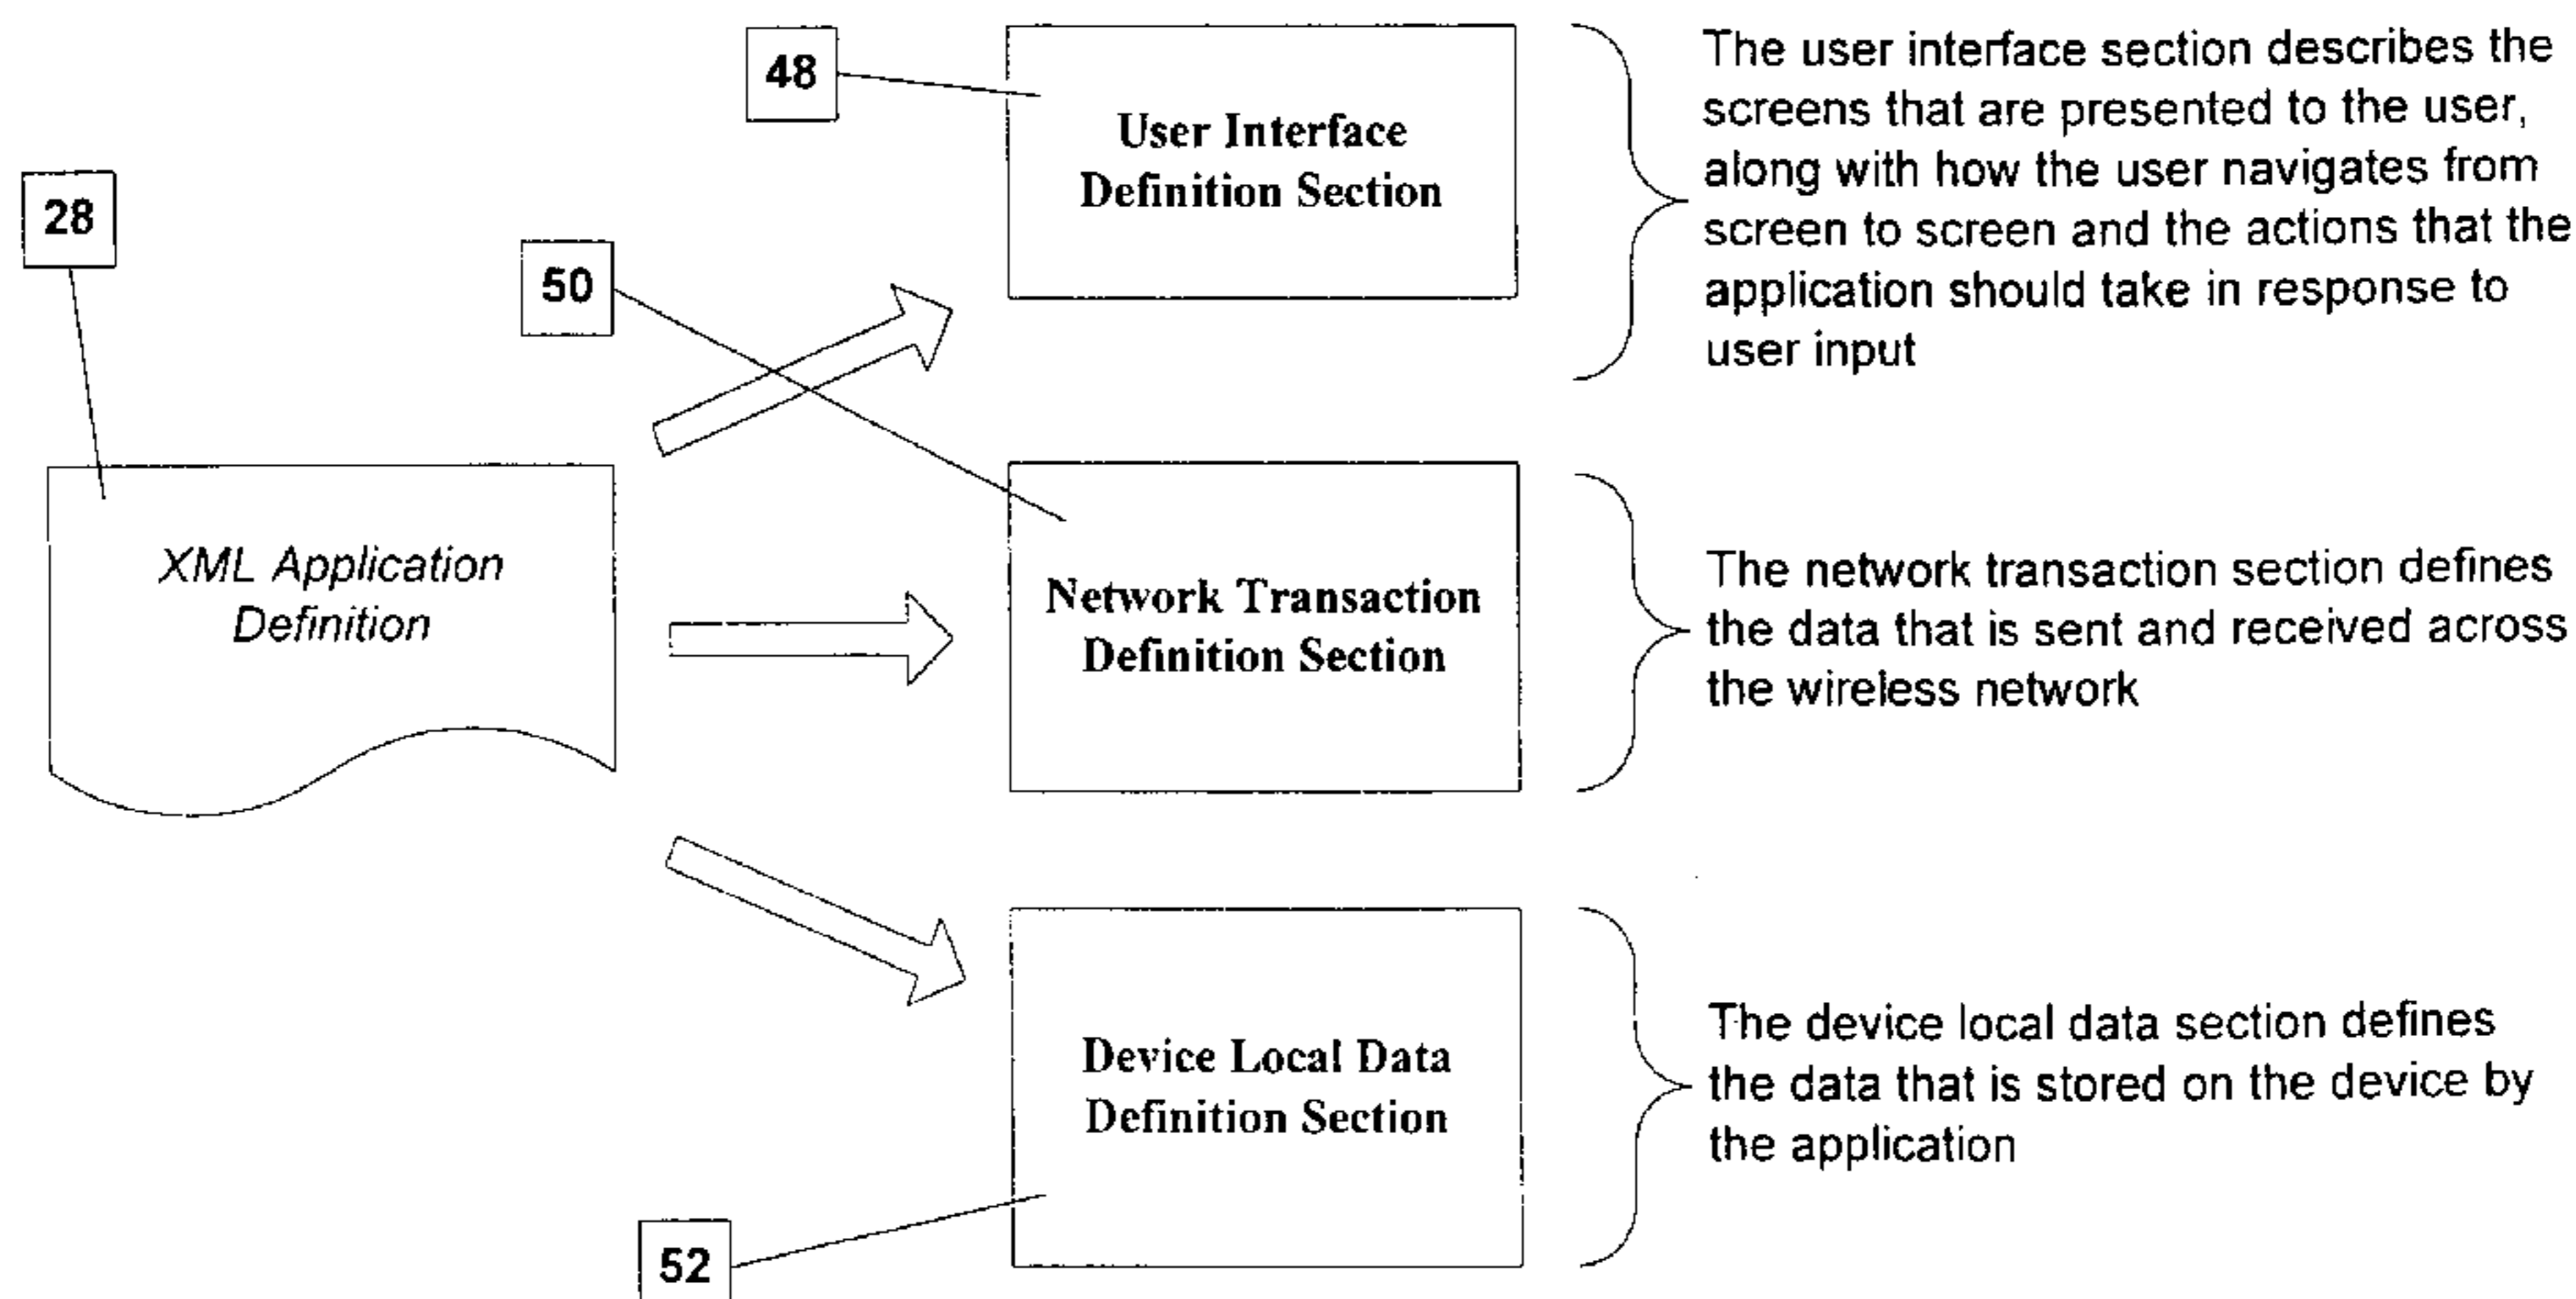 28
XML Application
Definition
48
User Interface
Definition Section
The user interface section describes the
screens that are presented to the user,
along with how the user navigates from
screen to screen and the actions that the
application should take in response to
user input
50
Network Transaction
Definition Section
The network transaction section defines
the data that is sent and received across
the wireless network
52
Device Local Data
Definition Section
The device local data section defines
the data that is stored on the device by
the application